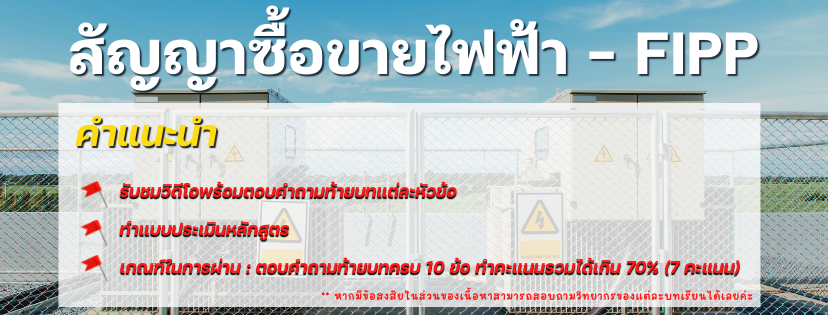 สัญญาซื้อขายไฟฟ้า - FIPP
คำแนะนำ
รับชมวิดีโอพร้อมตอบคำถามท้ายบทแต่ละหัวข้อ
ทำแบบประเมินหลักสูตร
เกณฑ์ในการผ่าน : ตอบคำถามท้ายบทครบ 10 ข้อ ทำคะแนนรวมได้เกิน 70% (7 คะแนน)
** หากมีข้อสงสัยในส่วนของเนื้อหาสามารถสอบถามวิทยากรของแต่ละบทเรียนได้เลยค่ะ